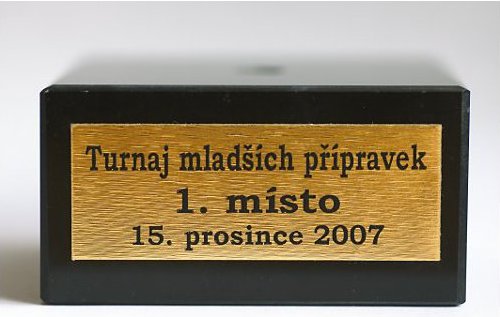 Turnaj mladších přípravek
1. místo
15. prosince 2007